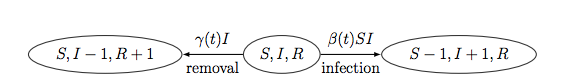 γ(t)I β(t)SI
S, I − 1, R + 1 S, I, R S − 1, I + 1, R
removal infection